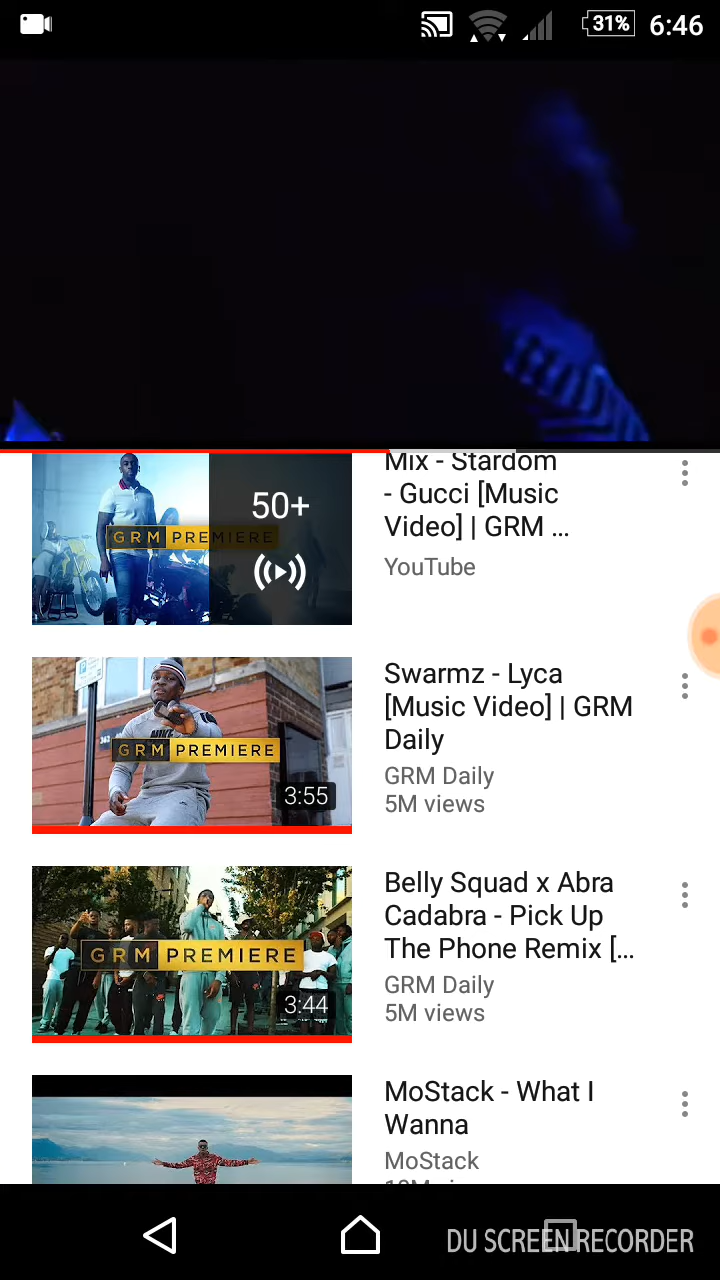 31% 6:46
Mix - Stardom
- Gucci [Music
Video] | GRM ...
YouTube
50+
GRM PREMIERE
Swarmz - Lyca
[Music Video] | GRM
Daily
GRM Daily
5M views
GRM PREMIERE
NIKE
3:55
Belly Squad x Abra
Cadabra - Pick Up
The Phone Remix [...
GRM Daily
5M views
GRM PREMIERE
3:44
MoStack - What I
Wanna
MoStack
DU SCREEN RECORDER